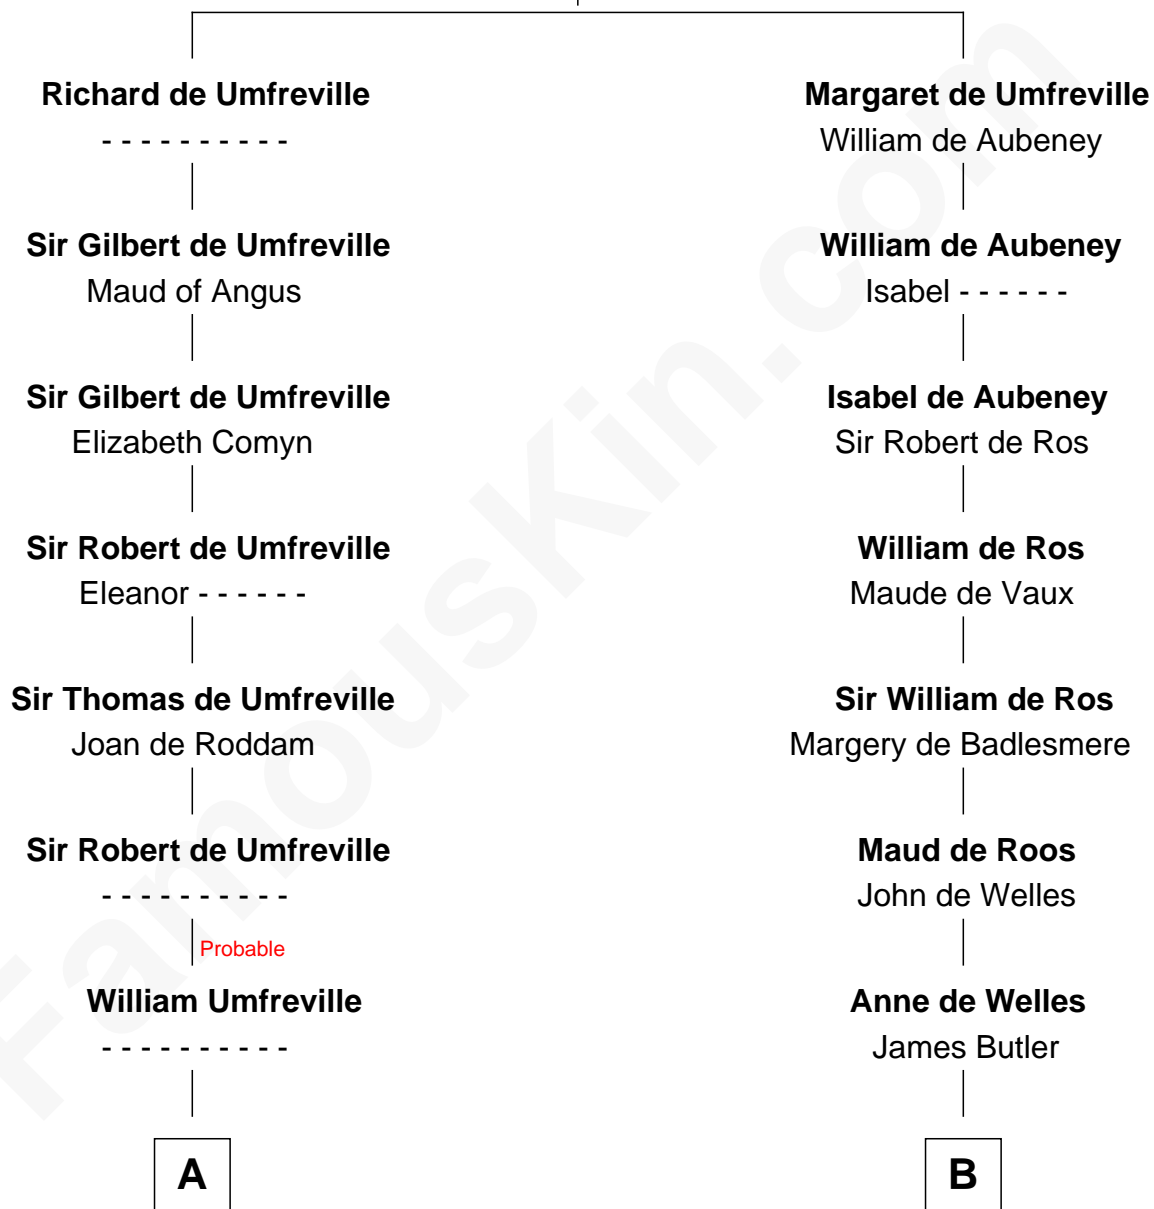 Richard de Umfreville
- - - - - - - - - -
Sir Gilbert de Umfreville
Maud of Angus
Sir Gilbert de Umfreville
Elizabeth Comyn
Sir Robert de Umfreville
Eleanor - - - - - -
Sir Thomas de Umfreville
Joan de Roddam
Sir Robert de Umfreville
- - - - - - - - - -
Probable
William Umfreville
- - - - - - - - - -
A
Margaret de Umfreville
William de Aubeney
William de Aubeney
Isabel - - - - - -
Isabel de Aubeney
Sir Robert de Ros
William de Ros
Maude de Vaux
Sir William de Ros
Margery de Badlesmere
Maud de Roos
John de Welles
Anne de Welles
James Butler
B
FamousKin.com